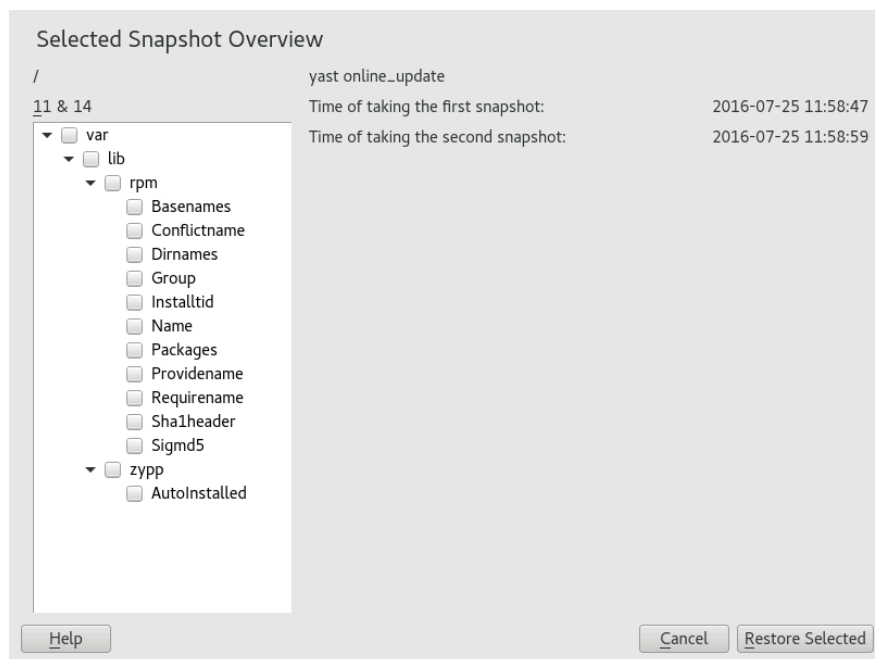 Selected Snapshot Overview
/
yast online_update
11 & 14
Time of taking the first snapshot: 2016-07-25 11:58:47
Time of taking the second snapshot: 2016-07-25 11:58:59
var
lib
rpm
Basenames
Conflictname
Dirnames
Group
Installtid
Name
Packages
Providename
Requirename
Sha1header
Sigmd5
zypp
AutoInstalled
Help
Cancel
Restore Selected